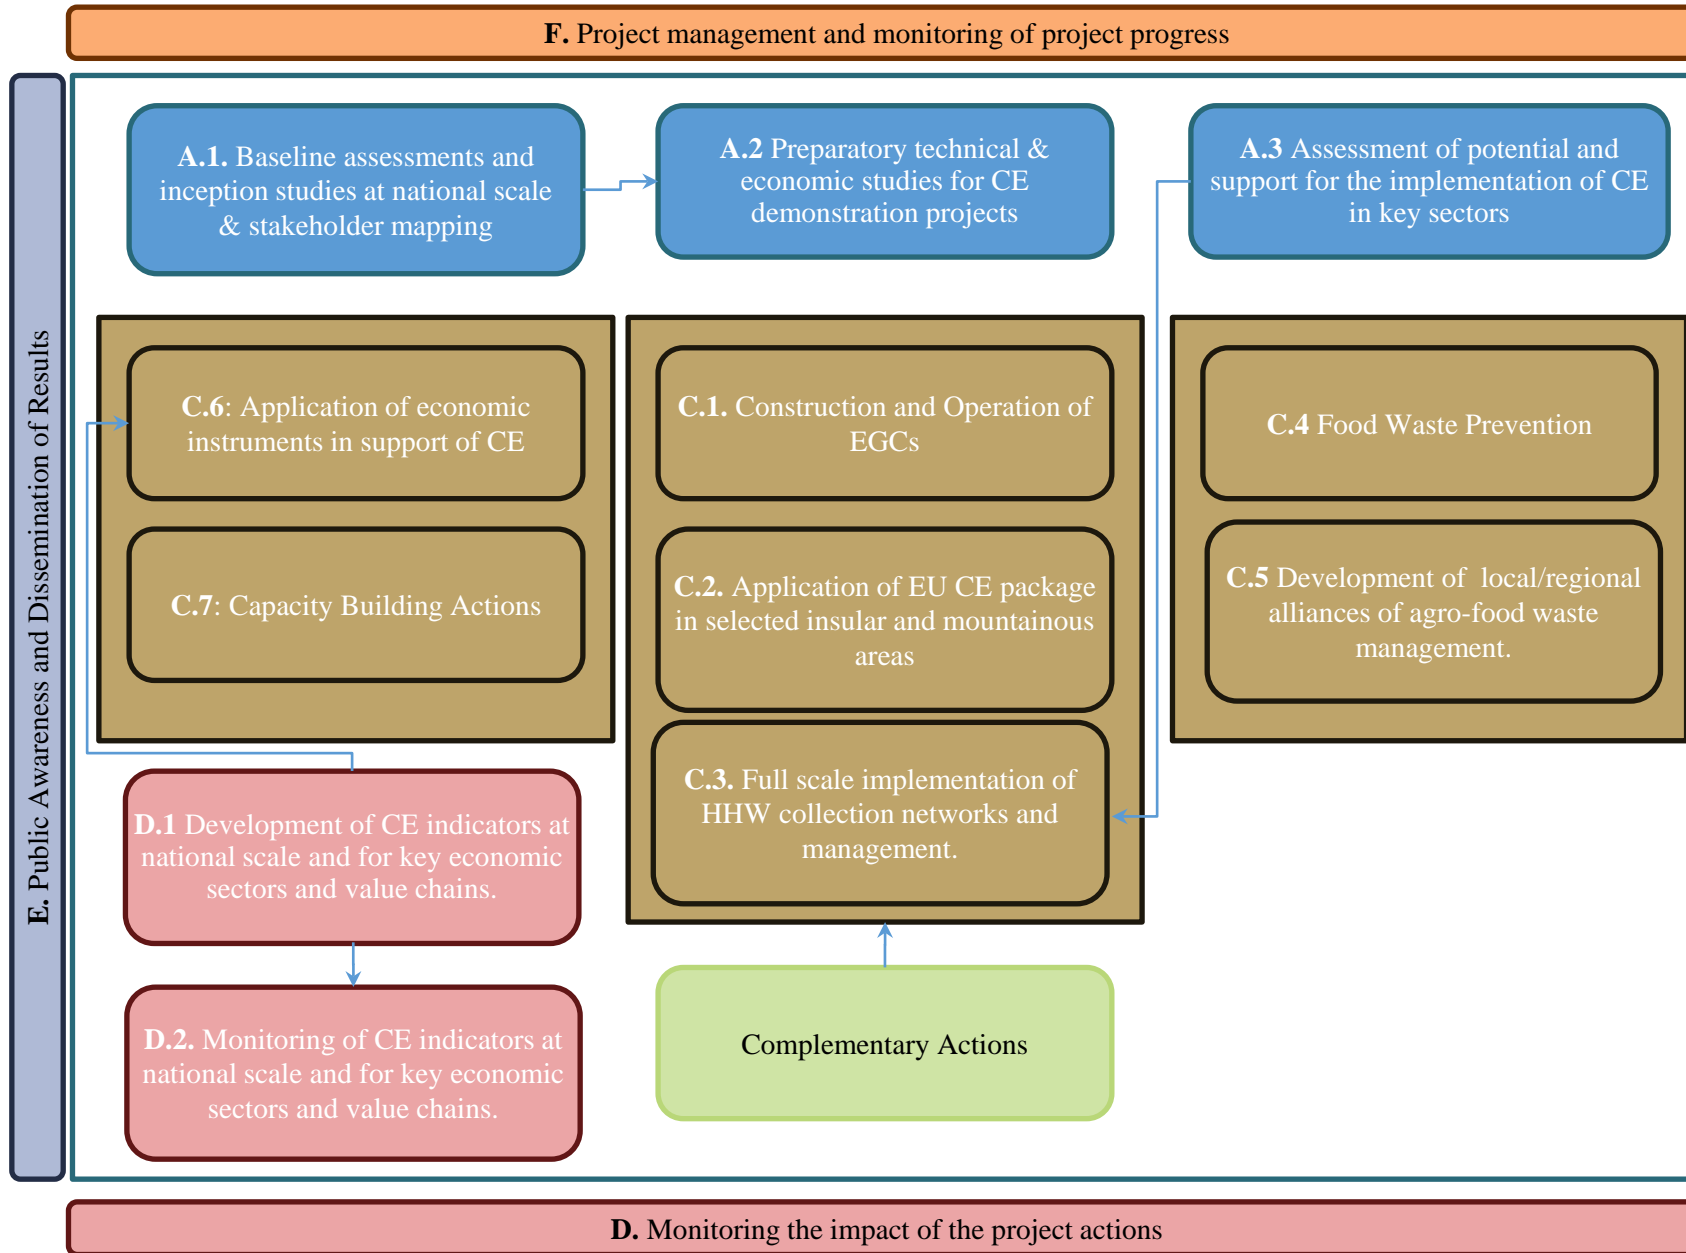 F. Project management and monitoring of project progress
E. Public Awareness and Dissemination of Results
A.1. Baseline assessments and
inception studies at national scale
& stakeholder mapping
A.2 Preparatory technical &
economic studies for CE
demonstration projects
A.3 Assessment of potential and
support for the implementation of CE
in key sectors
C.6: Application of economic
instruments in support of CE
C.7: Capacity Building Actions
C.1. Construction and Operation of
EGCs
C.2. Application of EU CE package
in selected insular and mountainous
areas
C.3. Full scale implementation of
HHW collection networks and
management.
C.4 Food Waste Prevention
C.5 Development of local/regional
alliances of agro-food waste
management.
D.1 Development of CE indicators at
national scale and for key economic
sectors and value chains.
D.2. Monitoring of CE indicators at
national scale and for key economic
sectors and value chains.
Complementary Actions
D. Monitoring the impact of the project actions